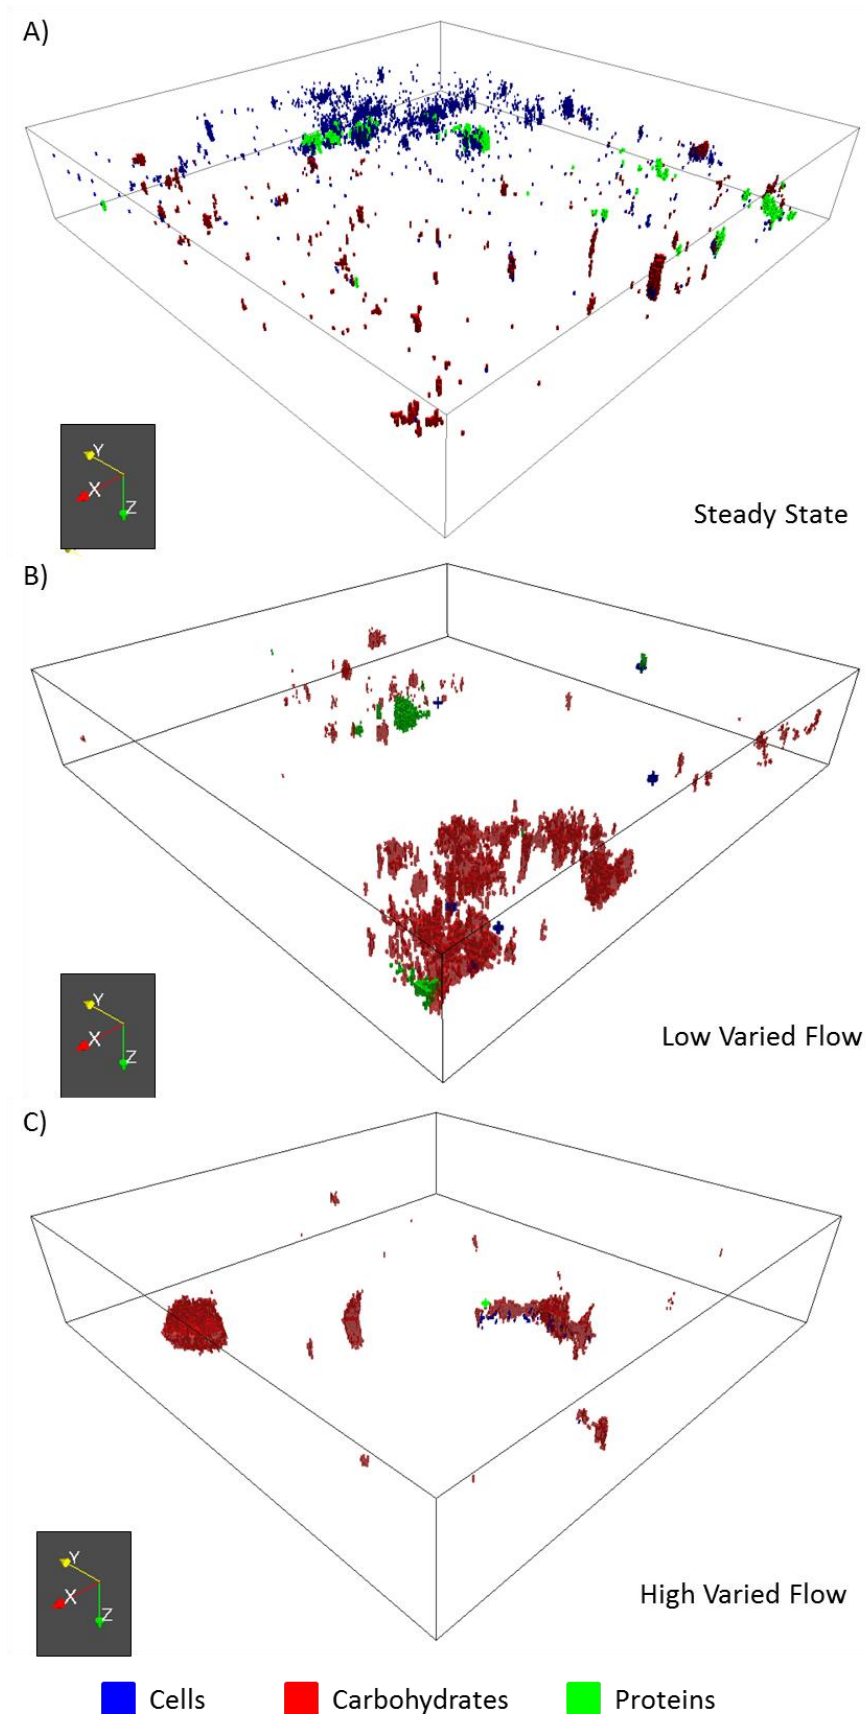 A)
Y
X
Z
Steady State
B)
Y
X
Z
Low Varied Flow
C)
Y
X
Z
High Varied Flow
Cells Carbohydrates Proteins